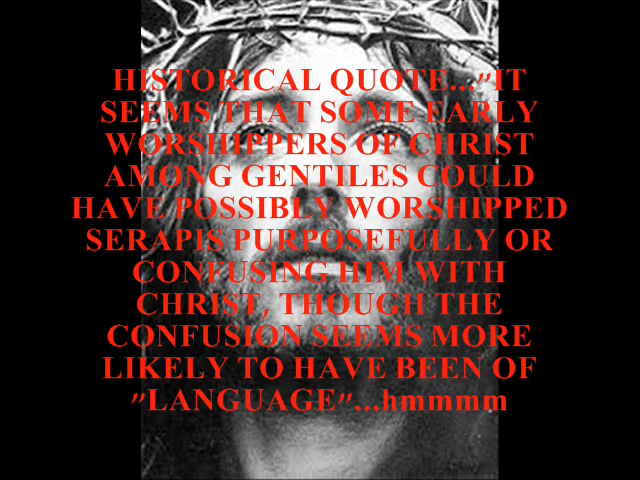 HISTORICAL QUOTE..."IT
SEEMS THAT SOME EARLY
WORSHIPPERS OF CHRIST
AMONG GENTILES COULD
HAVE POSSIBLY WORSHIPPED
SERAPIS PURPOSEFULLY OR
CONFUSING HIM WITH
CHRIST, THOUGH THE
CONFUSION SEEMS MORE
LIKELY TO HAVE BEEN OF
"LANGUAGE"...hmmmm